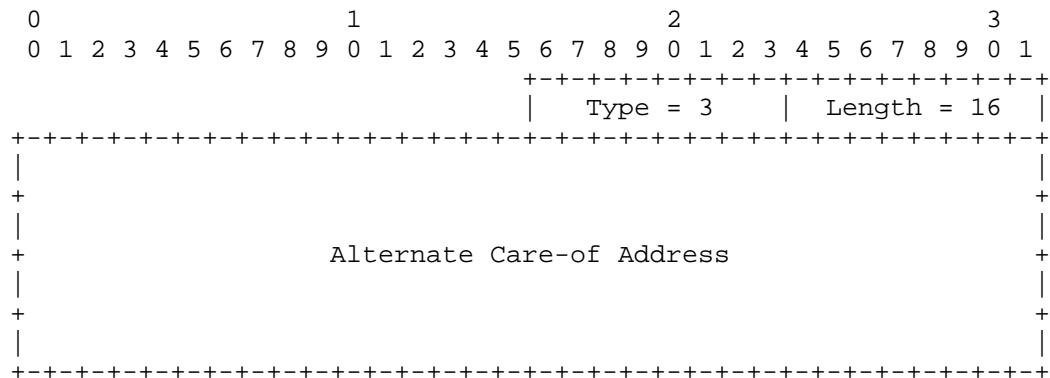 0                   1                   2                   3
 0 1 2 3 4 5 6 7 8 9 0 1 2 3 4 5 6 7 8 9 0 1 2 3 4 5 6 7 8 9 0 1
                                +-+-+-+-+-+-+-+-+-+-+-+-+-+-+-+-+
                                |   Type = 3    |  Length = 16  |
+-+-+-+-+-+-+-+-+-+-+-+-+-+-+-+-+-+-+-+-+-+-+-+-+-+-+-+-+-+-+-+-+
|                                                               |
+                                                               +
|                                                               |
+                   Alternate Care-of Address                   +
|                                                               |
+                                                               +
|                                                               |
+-+-+-+-+-+-+-+-+-+-+-+-+-+-+-+-+-+-+-+-+-+-+-+-+-+-+-+-+-+-+-+-+